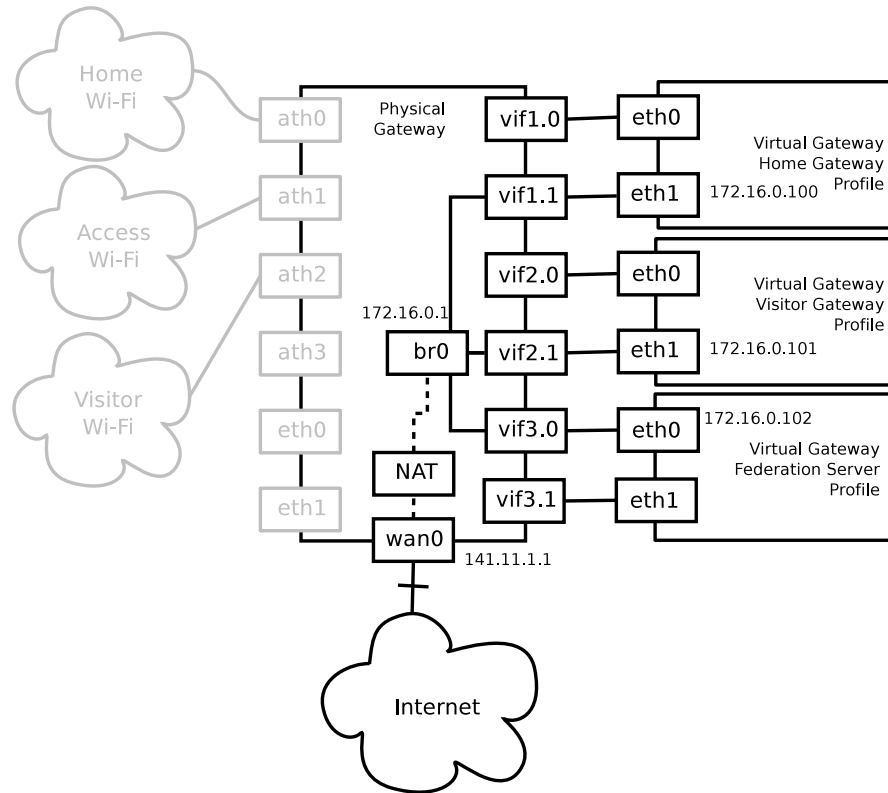 Home
Wi-Fi
Access
Wi-Fi
Visitor
Wi-Fi
ath0
ath1
ath2
ath3
eth0
eth1
Physical
Gateway
172.16.0.1
br0
NAT
wan0
141.11.1.1
Internet
vif1.0
vif1.1
vif2.0
vif2.1
vif3.0
vif3.1
eth0
eth1
Virtual Gateway
Home Gateway
Profile
172.16.0.100
eth0
eth1
Virtual Gateway
Visitor Gateway
Profile
172.16.0.101
eth0
eth1
172.16.0.102
Virtual Gateway
Federation Server
Profile